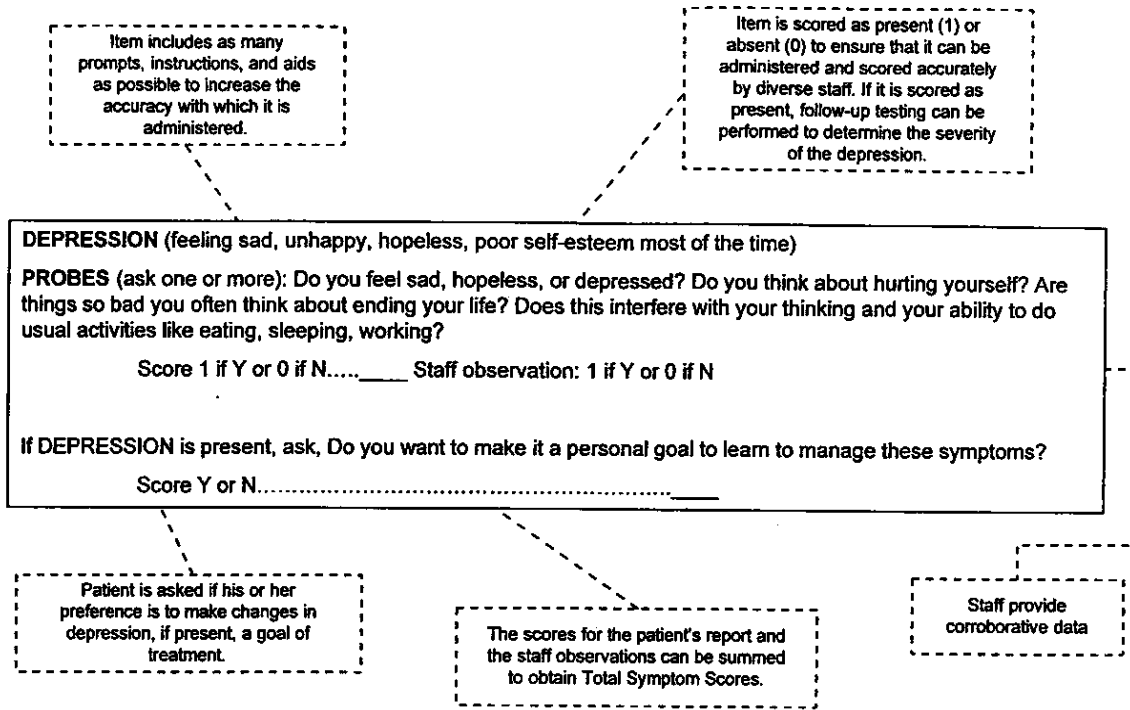 Item includes as many
prompts, instructions, and aids
as possible to increase the
accuracy with which it is
administered.
Item is scored as present (1) or
absent (0) to ensure that it can be
administered and scored accurately
by diverse staff. If it is scored as
present, follow-up testing can be
performed to determine the severity
of the depression.
DEPRESSION (feeling sad, unhappy, hopeless, poor self-esteem most of the time)
PROBES (ask one or more): Do you feel sad, hopeless, or depressed? Do you think about hurting yourself? Are
things so bad you often think about ending your life? Does this interfere with your thinking and your ability to do
usual activities like eating, sleeping, working?
Score 1 if Y or 0 if N.....____ Staff observation: 1 if Y or 0 if N
If DEPRESSION is present, ask, Do you want to make it a personal goal to learn to manage these symptoms?
Score Y or N......................................................................____
Patient is asked if his or her
preference is to make changes in
depression, if present, a goal of
treatment.
The scores for the patient's report and
the staff observations can be summed
to obtain Total Symptom Scores.
Staff provide
corroborative data